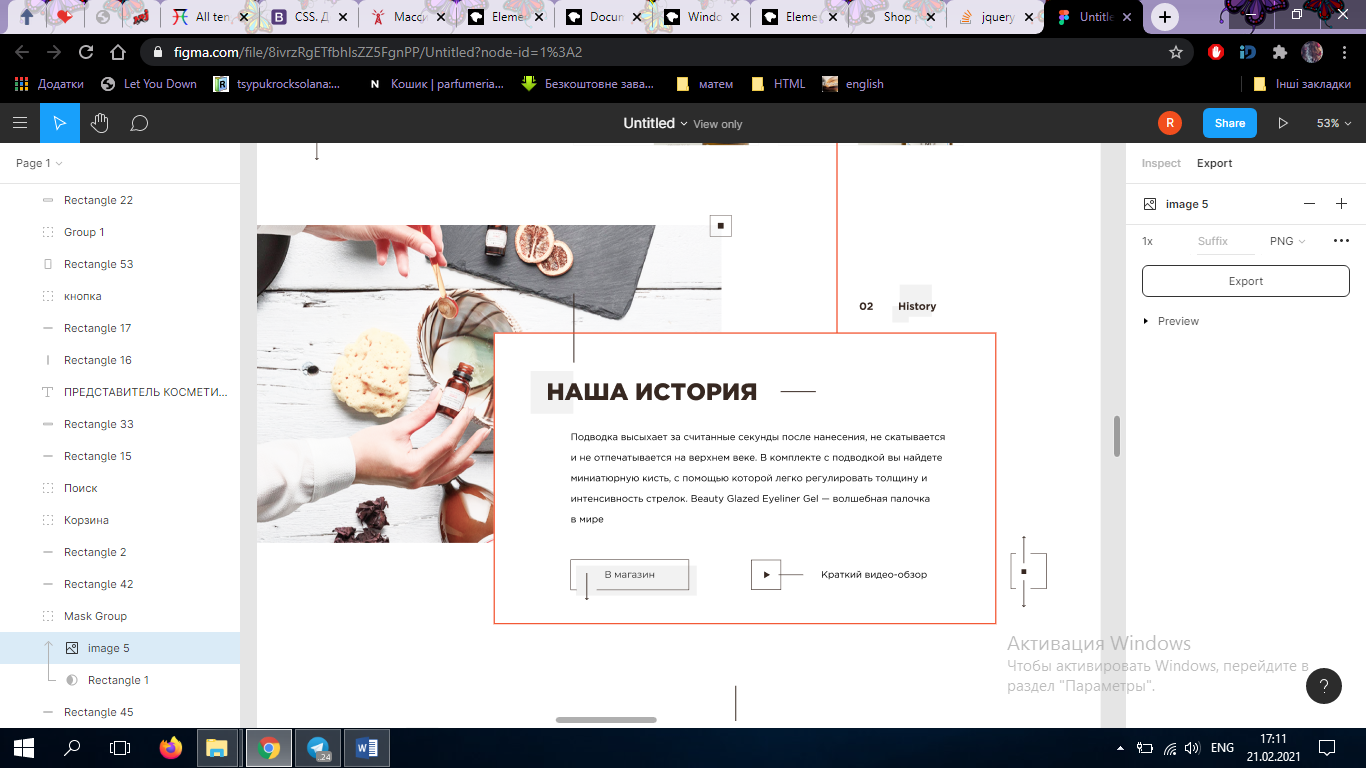 All ten
CSS. Д
Масси
Eleme
Docun
Windo
Eleme
Shop
jquery
Untitle
figma.com/file/8ivrzRgETfbhlsZZ5FgnPP/Untitled?node-id=1%3A2
Додатки
Let You Down
tsypukrocksolana:...
Кошик | parfumeria...
Безкоштовне зава...
матем
HTML
english
Інші закладки
Untitled
View only
R
Share
53%
Page 1
Inspect
Export
Rectangle 22
Group 1
Rectangle 53
кнопка
Rectangle 17
Rectangle 16
ПРЕДСТАВИТЕЛЬ КОСМЕТИ...
Rectangle 33
Rectangle 15
Поиск
Корзина
Rectangle 2
Rectangle 42
Mask Group
image 5
Rectangle 1
Rectangle 45
02 History
НАША ИСТОРИЯ
Подводка высыхает за считанные секунды после нанесения, не скатывается
и не отпечатывается на верхнем веке. В комплекте с подводкой вы найдете
миниатюрную кисть, с помощью которой легко регулировать толщину и
интенсивность стрелок. Beauty Glazed Eyeliner Gel — волшебная палочка
в мире
В магазин
Краткий видео-обзор
image 5
1x
Suffix
PNG
Export
Preview
Активация Windows
Чтобы активировать Windows, перейдите в
раздел "Параметры".
?
24
ENG
17:11
21.02.2021